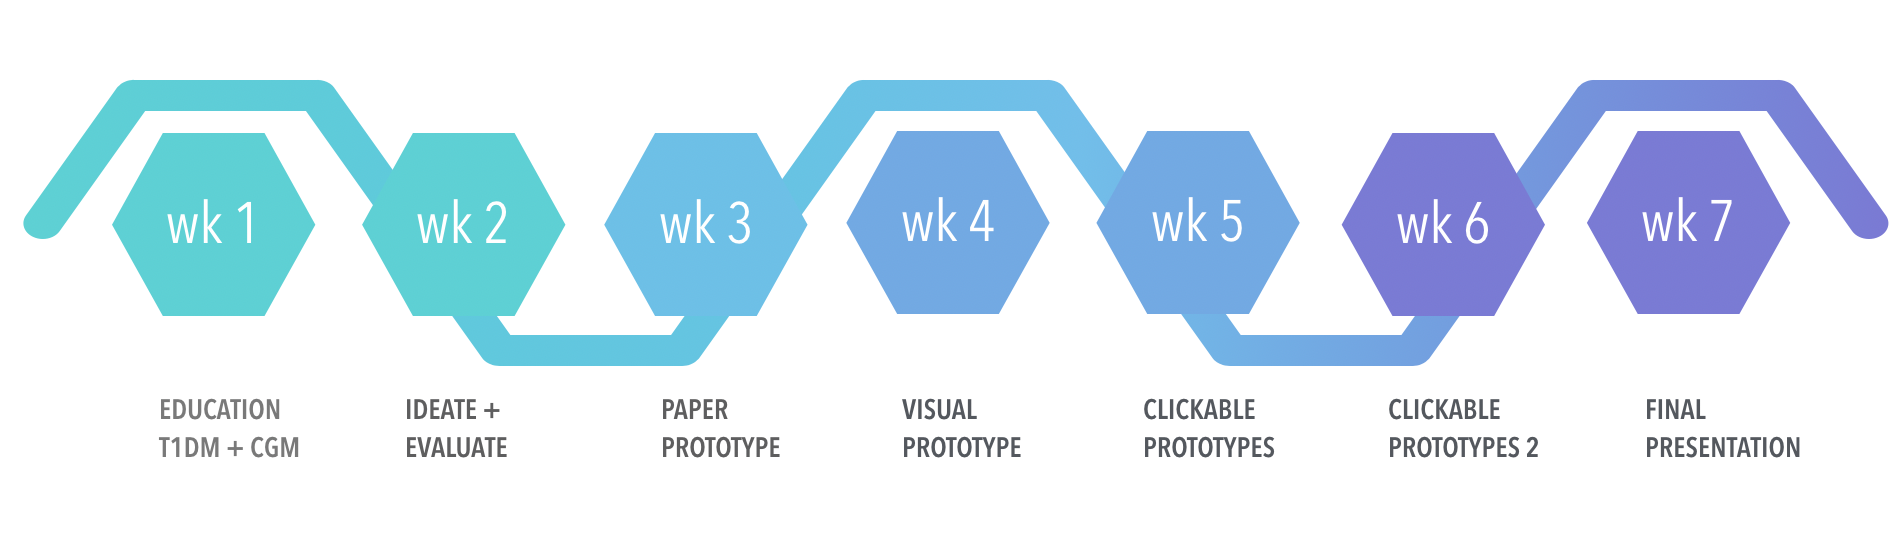 wk 1
wk 2
wk 3
wk 4
wk 5
wk 6
wk 7
EDUCATION
T1DM + CGM
IDEATE +
EVALUATE
PAPER
PROTOTYPE
VISUAL
PROTOTYPE
CLICKABLE
PROTOTYPES
CLICKABLE
PROTOTYPES 2
FINAL
PRESENTATION